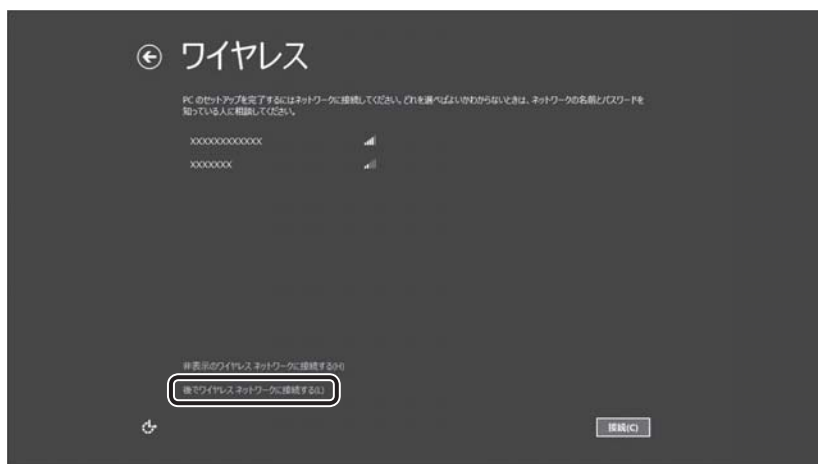 ワイヤレス
PC のセットアップを完了するにはネットワークに接続してください。どれを選べばよいかわからないときは、ネットワークの名前とパスワードを
知っている人に相談してください。
XXXXXXXXXXXXX
XXXXXXX
非表示のワイヤレス ネットワークに接続する(H)
後でワイヤレス ネットワークに接続する(L)
接続(C)